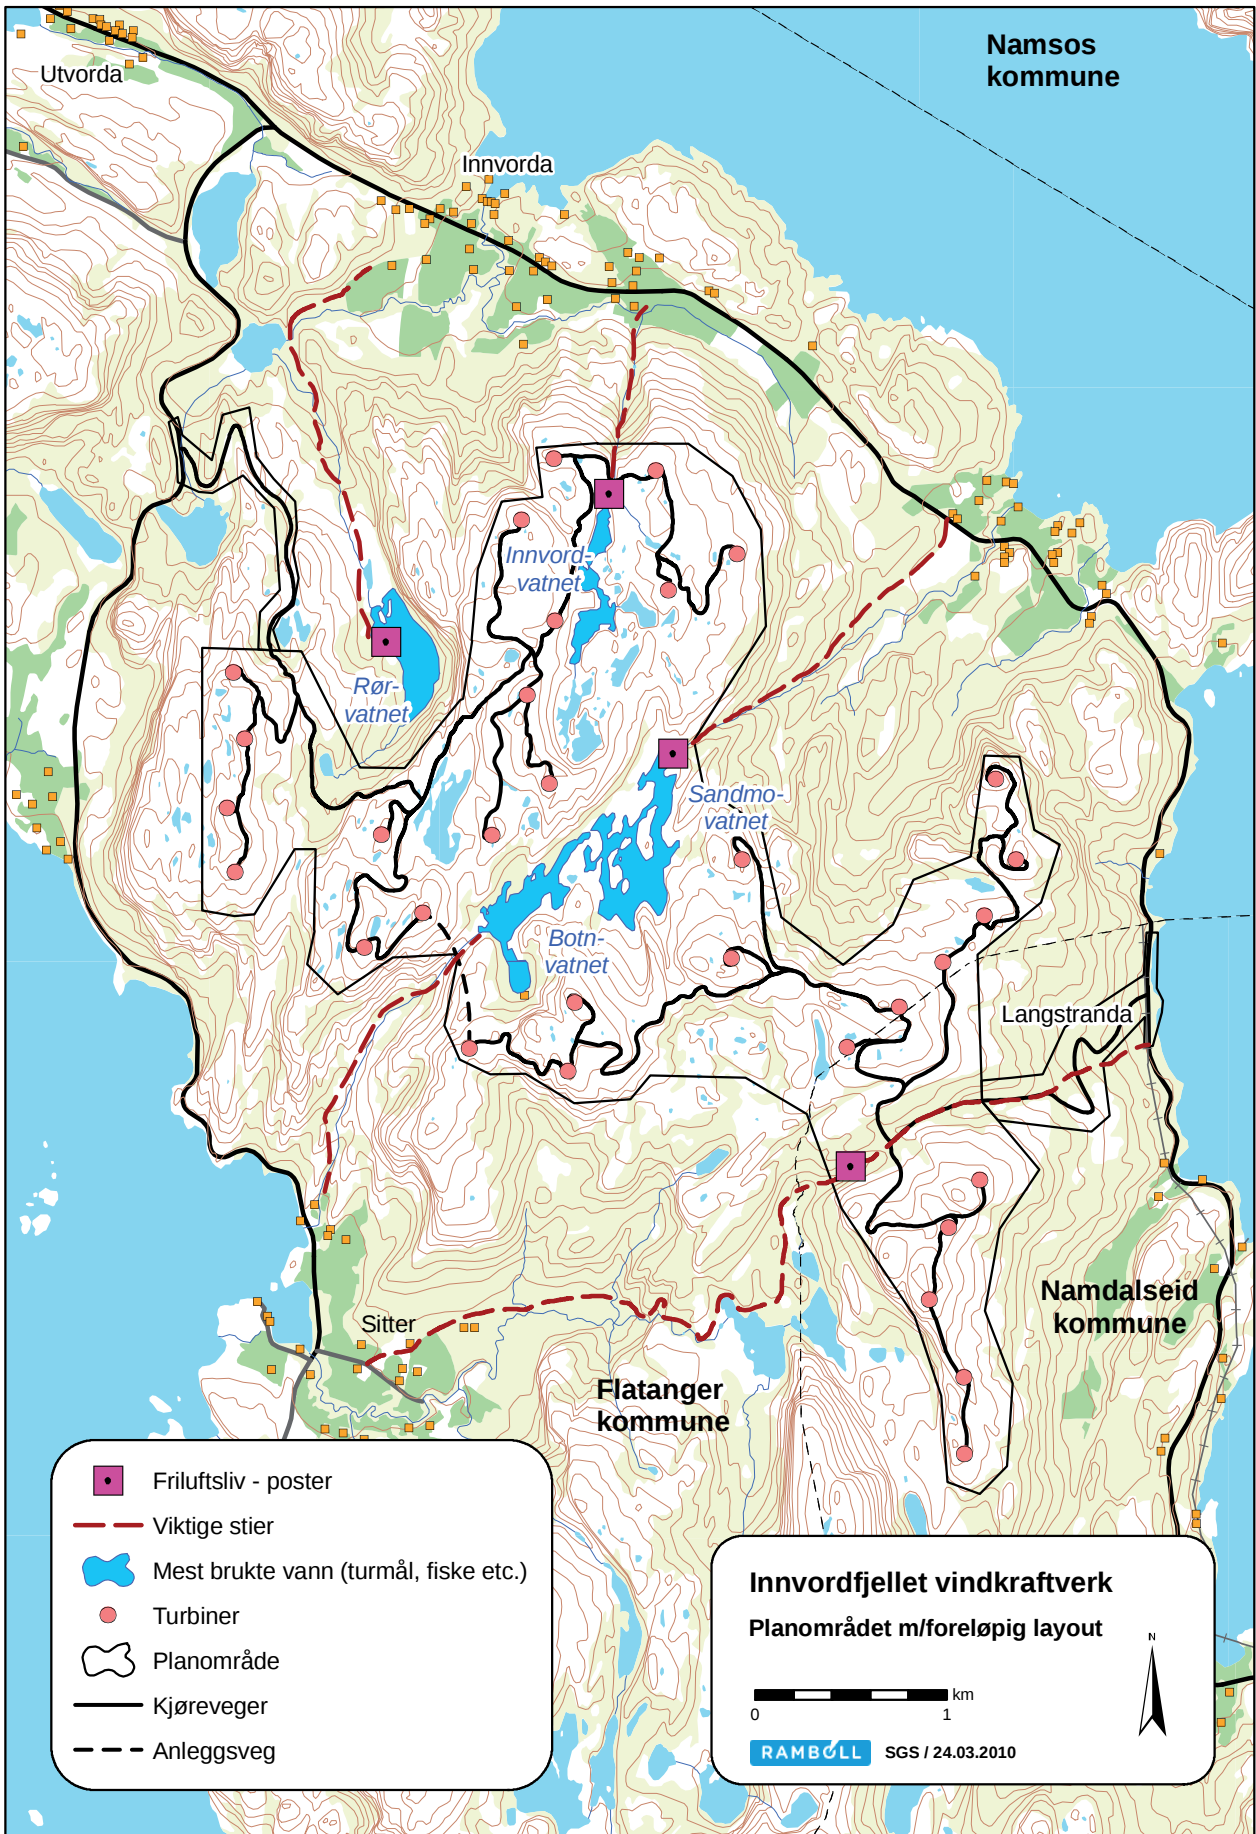 Namsos
kommune
Utvorda
Innvorda
Innvord-
vatnet
Rør-
vatnet
Sandmo-
vatnet
Botn-
vatnet
Langstranda
Namdalseid
kommune
Sitter
Flatanger
kommune
Friluftsliv - poster
Viktige stier
Mest brukte vann (turmål, fiske etc.)
Turbiner
Planområde
Kjøreveger
Anleggsveg
Innvordfjellet vindkraftverk
Planområdet m/foreløpig layout
N
km
0 1
RAMBOLL SGS / 24.03.2010